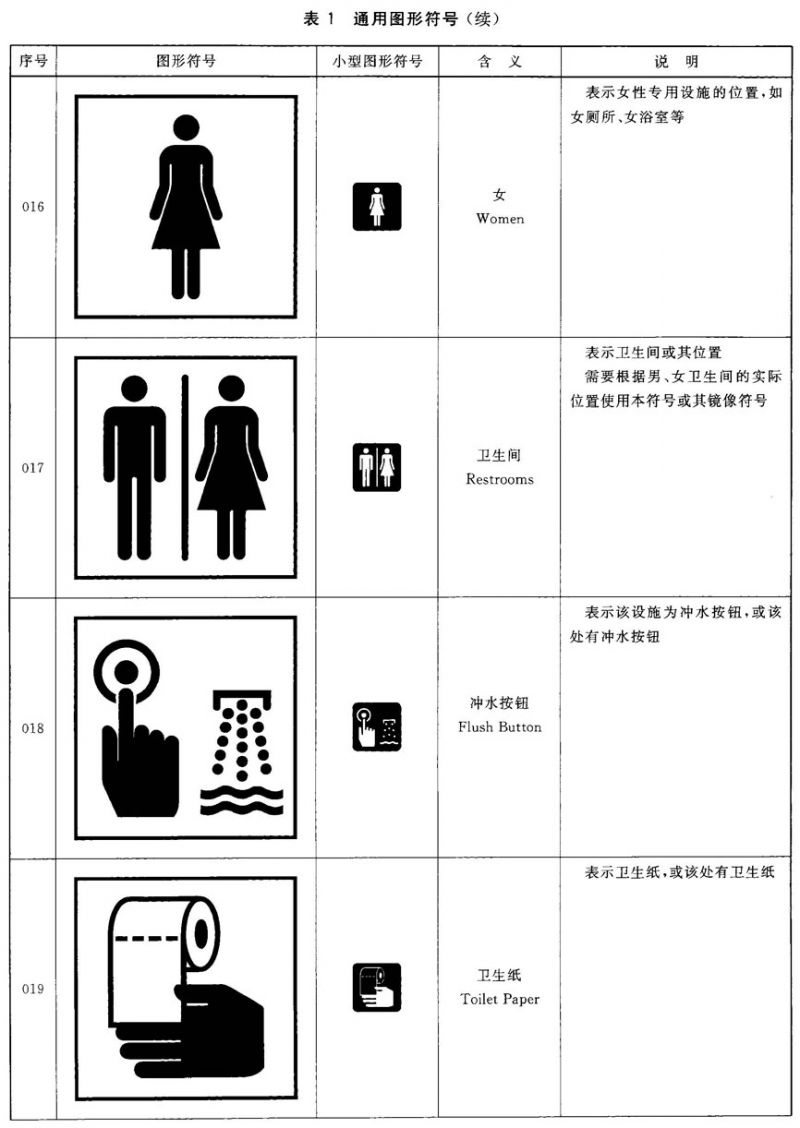 表 1 通用图形符号(续)
序号 图形符号 小型图形符号 含 义 说 明
016
女
Women
表示女性专用设施的位置,如
女厕所、女浴室等
017
卫生间
Restrooms
表示卫生间或其位置
需要根据男、女卫生间的实际
位置使用本符号或其镜像符号
018
冲水按钮
Flush Button
表示该设施为冲水按钮,或该
处有冲水按钮
019
卫生纸
Toilet Paper
表示卫生纸,或该处有卫生纸